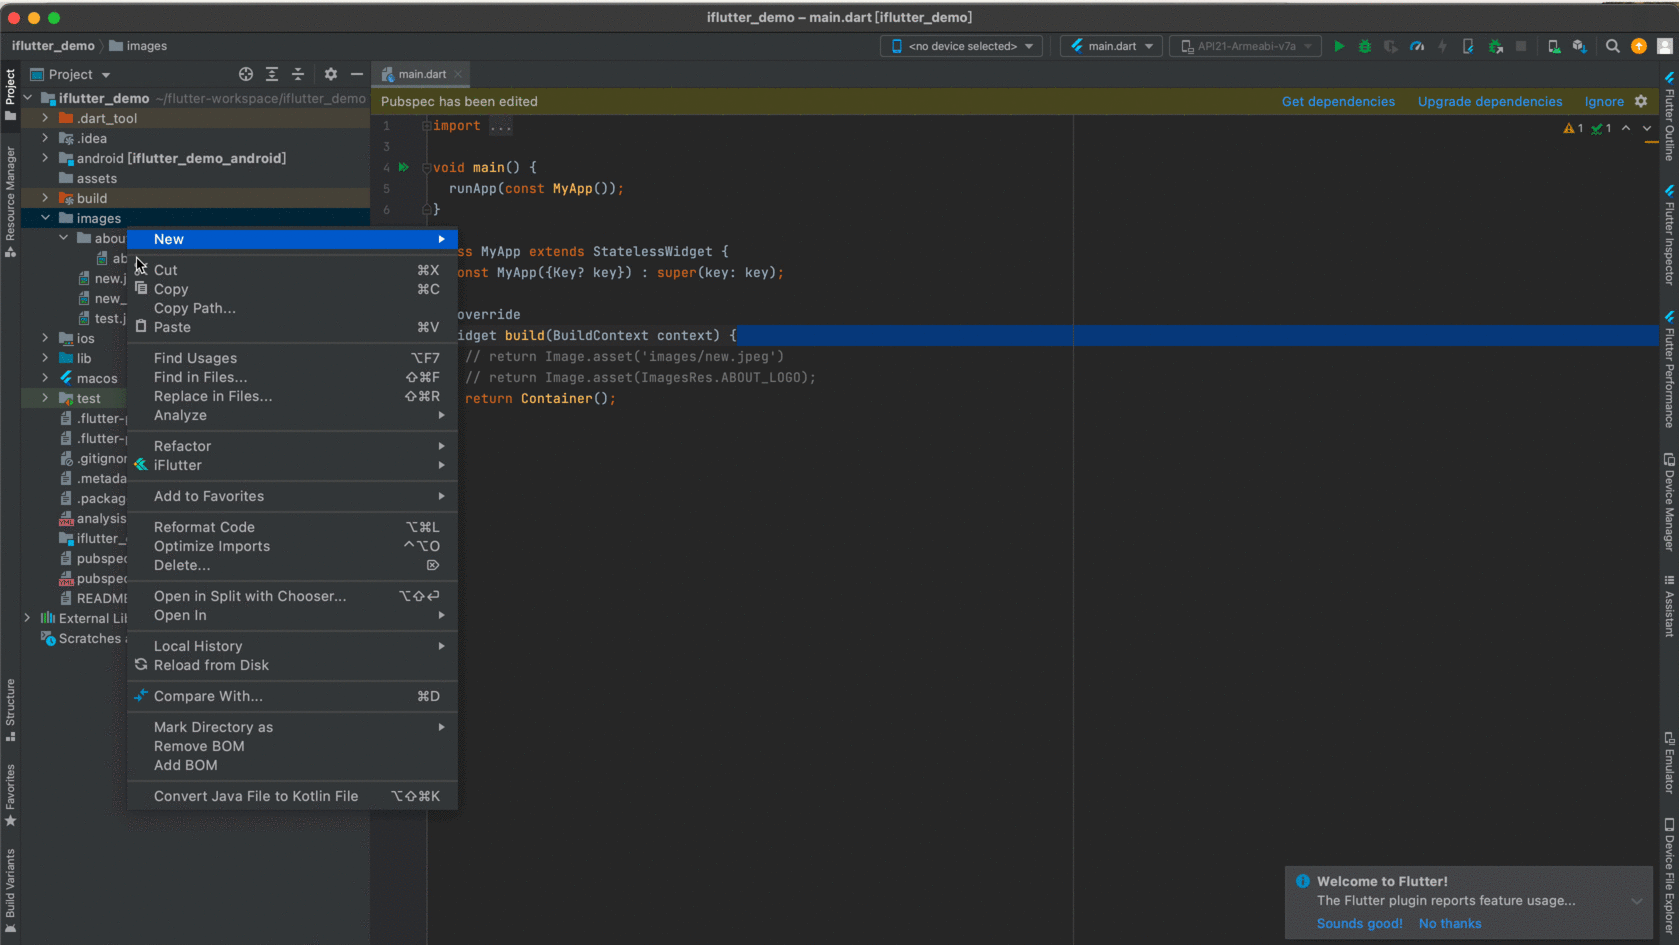 iflutter_demo – main.dart [iflutter_demo]
iflutter_demo images
<no device selected> main.dart API21-Armeabi-v7a
Project
main.dart
iflutter_demo ~/flutter-workspace/iflutter_demo
.dart_tool
.idea
android [iflutter_demo_android]
assets
build
images
abou
ab
new.j
new_
test.j
ios
lib
macos
test
.flutter-p
.flutter-p
.gitignor
.metada
.packag
analysis
iflutter_
pubspec
pubspec
README
External Lib
Scratches a
New
Cut ⌘X
Copy ⌘C
Copy Path...
Paste ⌘V
Find Usages ⌥F7
Find in Files... ⇧⌘F
Replace in Files... ⇧⌘R
Analyze
Refactor
iFlutter
Add to Favorites
Reformat Code ⌥⌘L
Optimize Imports ^⌥O
Delete... ⌦
Open in Split with Chooser... ⌥⇧⏎
Open In
Local History
Reload from Disk
Compare With... ⌘D
Mark Directory as
Remove BOM
Add BOM
Convert Java File to Kotlin File ⌥⇧⌘K
Pubspec has been edited Get dependencies Upgrade dependencies Ignore
1 import ...
3
4 void main() {
5 runApp(const MyApp());
6 }
ss MyApp extends StatelessWidget {
onst MyApp({Key? key}) : super(key: key);
override
idget build(BuildContext context) {
// return Image.asset('images/new.jpeg')
// return Image.asset(ImagesRes.ABOUT_LOGO);
return Container();
1 1
Welcome to Flutter!
The Flutter plugin reports feature usage...
Sounds good! No thanks
Project
Resource Manager
Structure
Favorites
Build Variants
Flutter Outline
Flutter Inspector
Flutter Performance
Device Manager
Assistant
Emulator
Device File Explorer